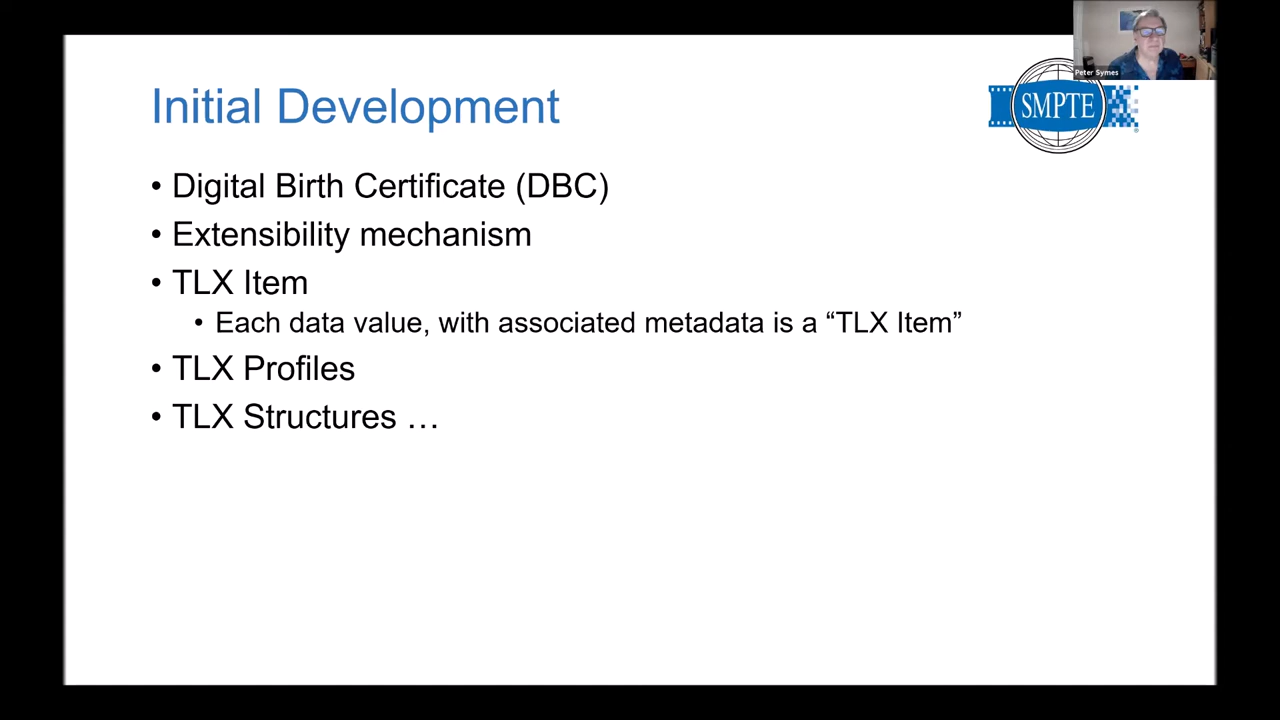 Peter Symes
SMPTE
Initial Development
• Digital Birth Certificate (DBC)
• Extensibility mechanism
• TLX Item
• Each data value, with associated metadata is a “TLX Item”
• TLX Profiles
• TLX Structures …